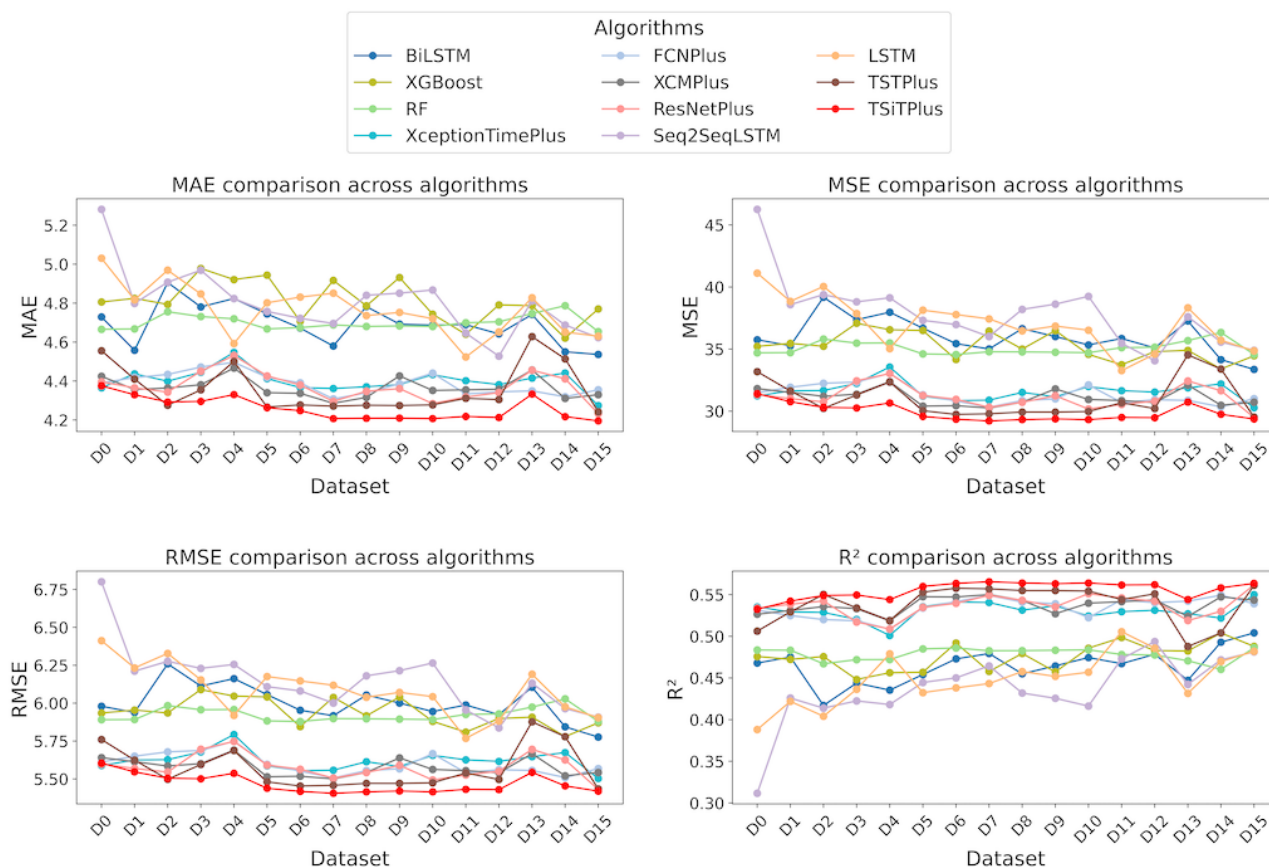 Algorithms
BiLSTM FCNPlus LSTM
XGBoost XCMPlus TSTPlus
RF ResNetPlus TSiTPlus
XceptionTimePlus Seq2SeqLSTM
MAE comparison across algorithms
MAE
5.2
5.0
4.8
4.6
4.4
4.2
D0 D1 D2 D3 D4 D5 D6 D7 D8 D9 D10 D11 D12 D13 D14 D15
Dataset
MSE comparison across algorithms
MSE
45
40
35
30
D0 D1 D2 D3 D4 D5 D6 D7 D8 D9 D10 D11 D12 D13 D14 D15
Dataset
RMSE comparison across algorithms
RMSE
6.75
6.50
6.25
6.00
5.75
5.50
D0 D1 D2 D3 D4 D5 D6 D7 D8 D9 D10 D11 D12 D13 D14 D15
Dataset
R² comparison across algorithms
R²
0.55
0.50
0.45
0.40
0.35
0.30
D0 D1 D2 D3 D4 D5 D6 D7 D8 D9 D10 D11 D12 D13 D14 D15
Dataset